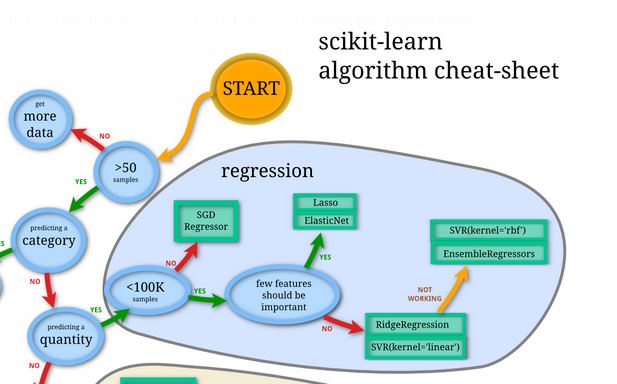 scikit-learn
algorithm cheat-sheet
START
get
more
data
NO
>50
samples
YES
regression
predicting a
category
NO
SGD
Regressor
Lasso
ElasticNet
SVR(kernel='rbf')
EnsembleRegressors
NO
YES
<100K
samples
YES
few features
should be
important
NOT
WORKING
YES
predicting a
quantity
NO
RidgeRegression
SVR(kernel='linear')
NO